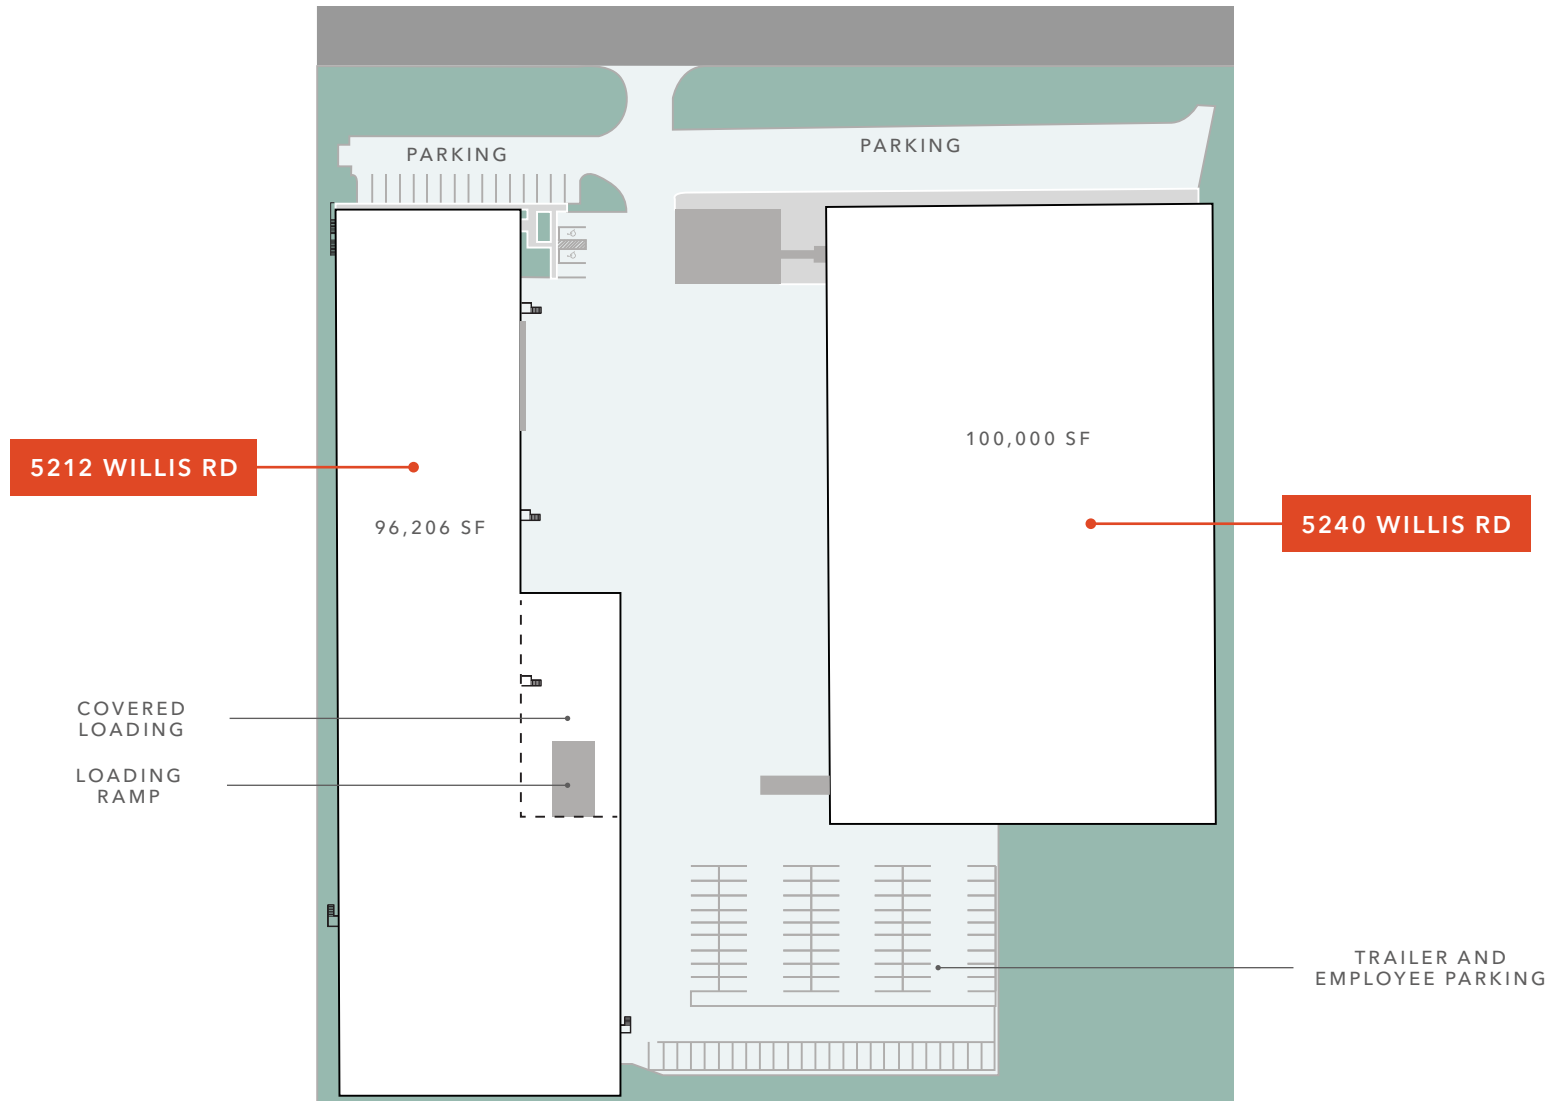 PARKING
PARKING
100,000 SF
5212 WILLIS RD
96,206 SF
5240 WILLIS RD
COVERED
LOADING
LOADING
RAMP
TRAILER AND
EMPLOYEE PARKING